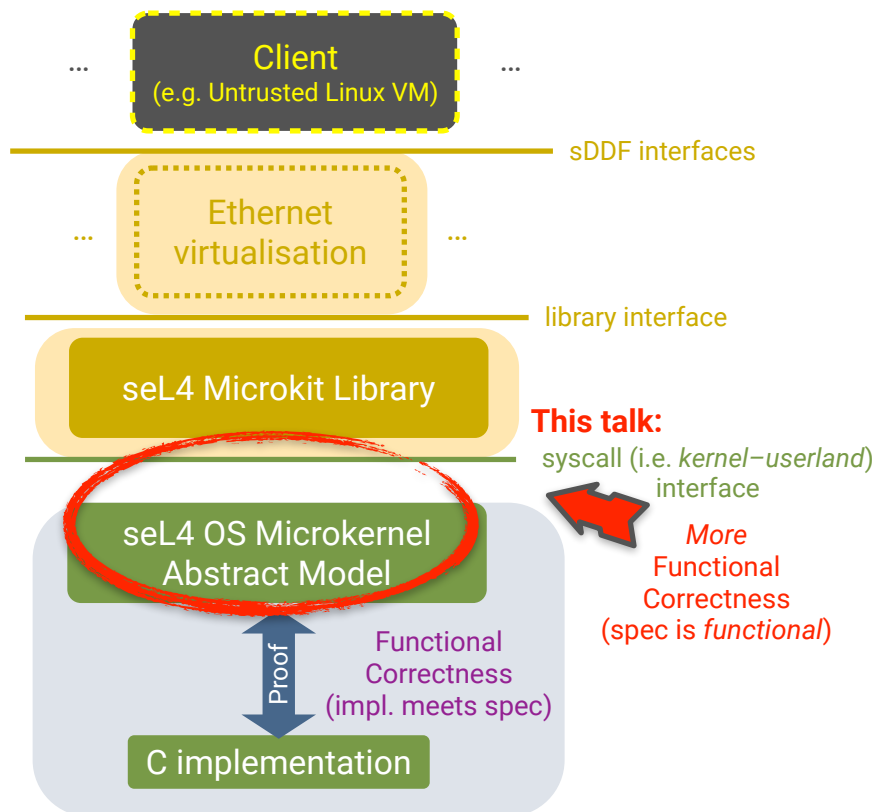 ... Client ...
(e.g. Untrusted Linux VM)
sDDF interfaces
Ethernet
... virtualisation ...
library interface
seL4 Microkit Library
This talk:
syscall (i.e. kernel–userland)
interface
seL4 OS Microkernel
Abstract Model
More
Functional
Correctness
(spec is functional)
Proof
Functional
Correctness
(impl. meets spec)
C implementation